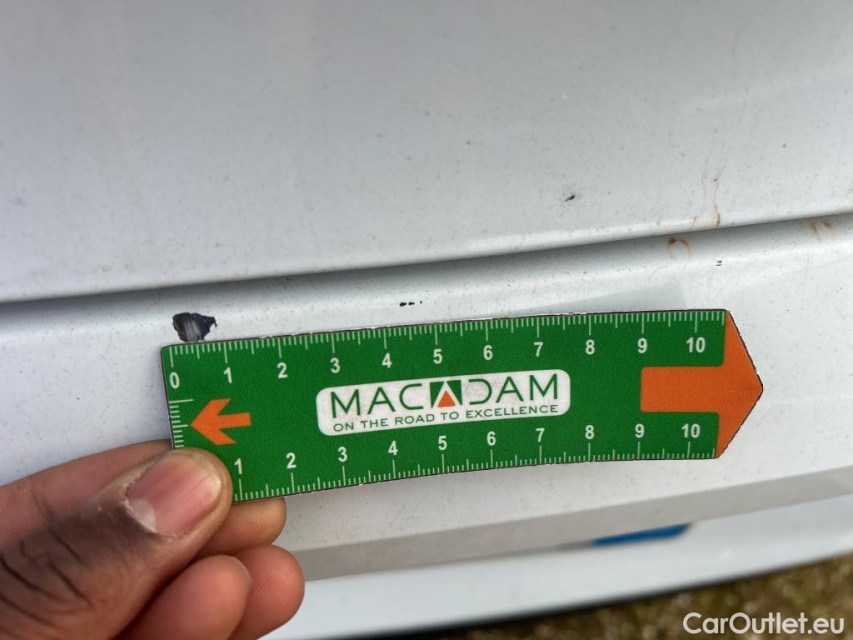 0 1 2 3 4 5 6 7 8 9 10
MACADAM
ON THE ROAD TO EXCELLENCE
1 2 3 4 5 6 7 8 9 10
CarOutlet.eu